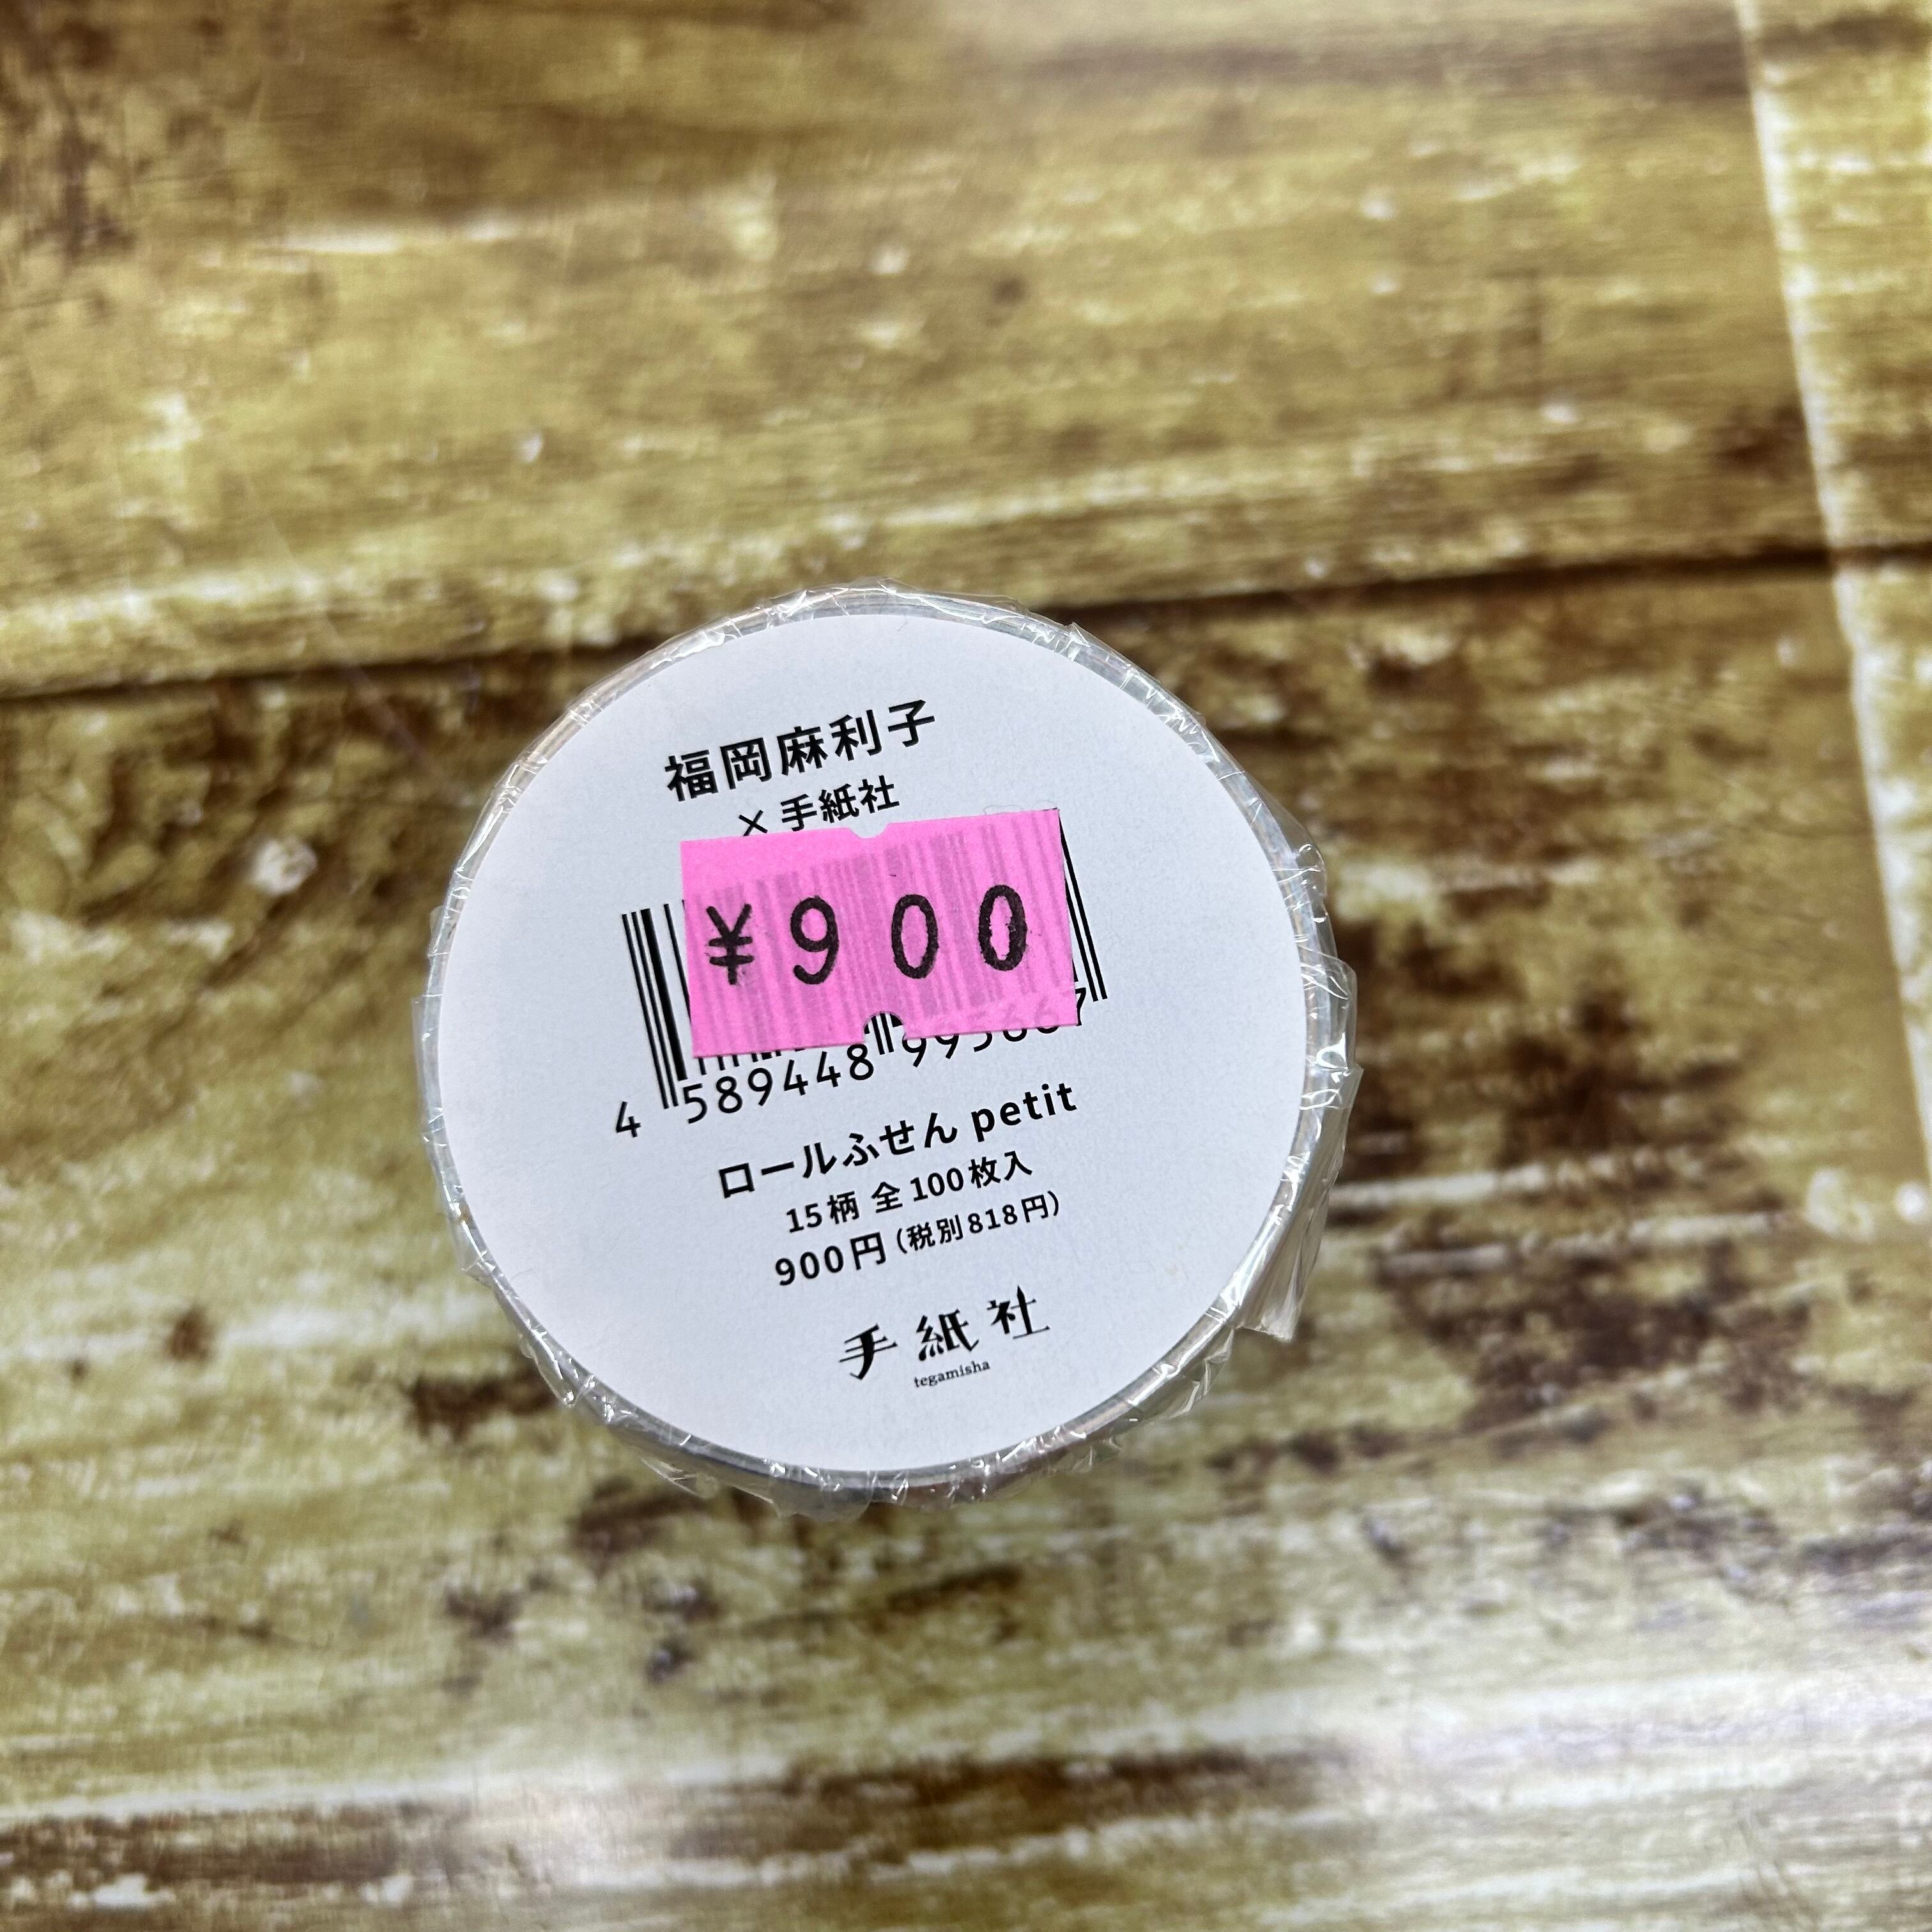 福岡麻利子
× 手紙社
¥900
4 589448 995667
ロールふせん petit
15柄 全100枚入
900円（税別818円）
手紙社
tegamisha